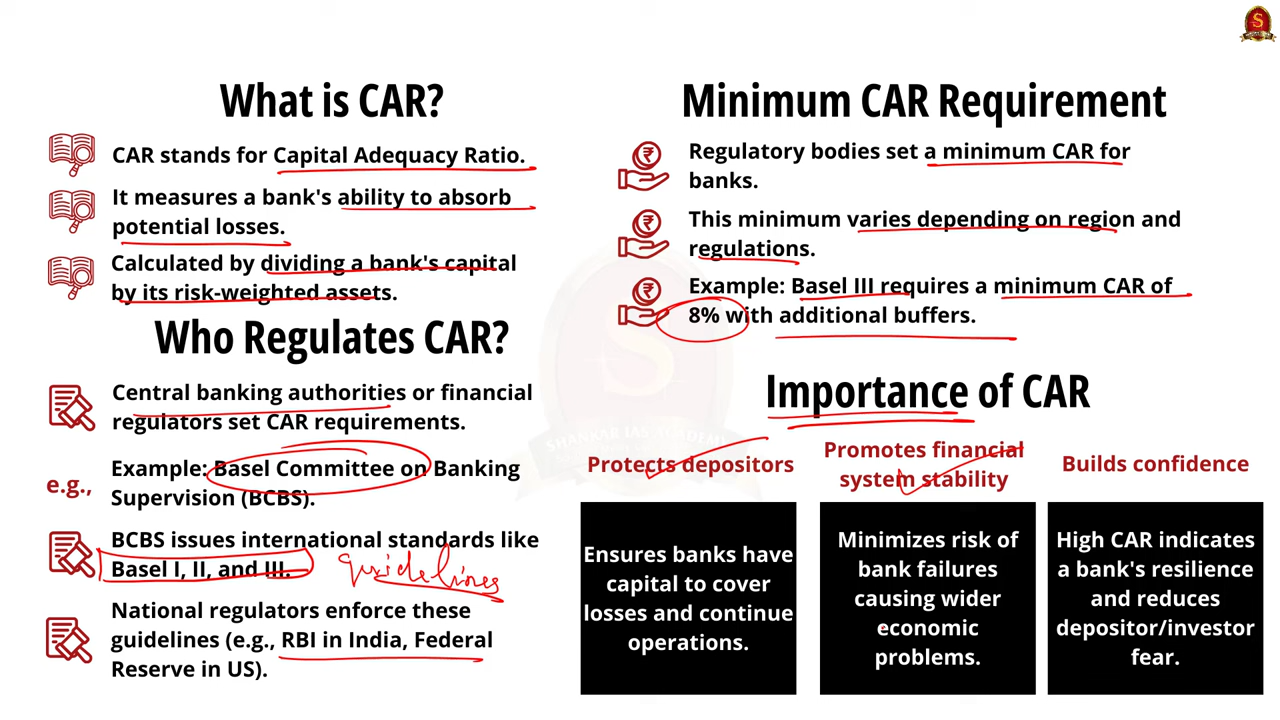 What is CAR?
CAR stands for Capital Adequacy Ratio.
It measures a bank's ability to absorb
potential losses.
Calculated by dividing a bank's capital
by its risk-weighted assets.
Who Regulates CAR?
Central banking authorities or financial
regulators set CAR requirements.
e.g.,
Example: Basel Committee on Banking
Supervision (BCBS).
BCBS issues international standards like
Basel I, II, and III.
guidelines
National regulators enforce these
guidelines (e.g., RBI in India, Federal
Reserve in US).
Minimum CAR Requirement
Regulatory bodies set a minimum CAR for
banks.
This minimum varies depending on region and
regulations.
Example: Basel III requires a minimum CAR of
8% with additional buffers.
Importance of CAR
Protects depositors
Ensures banks have
capital to cover
losses and continue
operations.
Promotes financial
system stability
Minimizes risk of
bank failures
causing wider
economic
problems.
Builds confidence
High CAR indicates
a bank's resilience
and reduces
depositor/investor
fear.
SHANKAR IAS ACADEMY